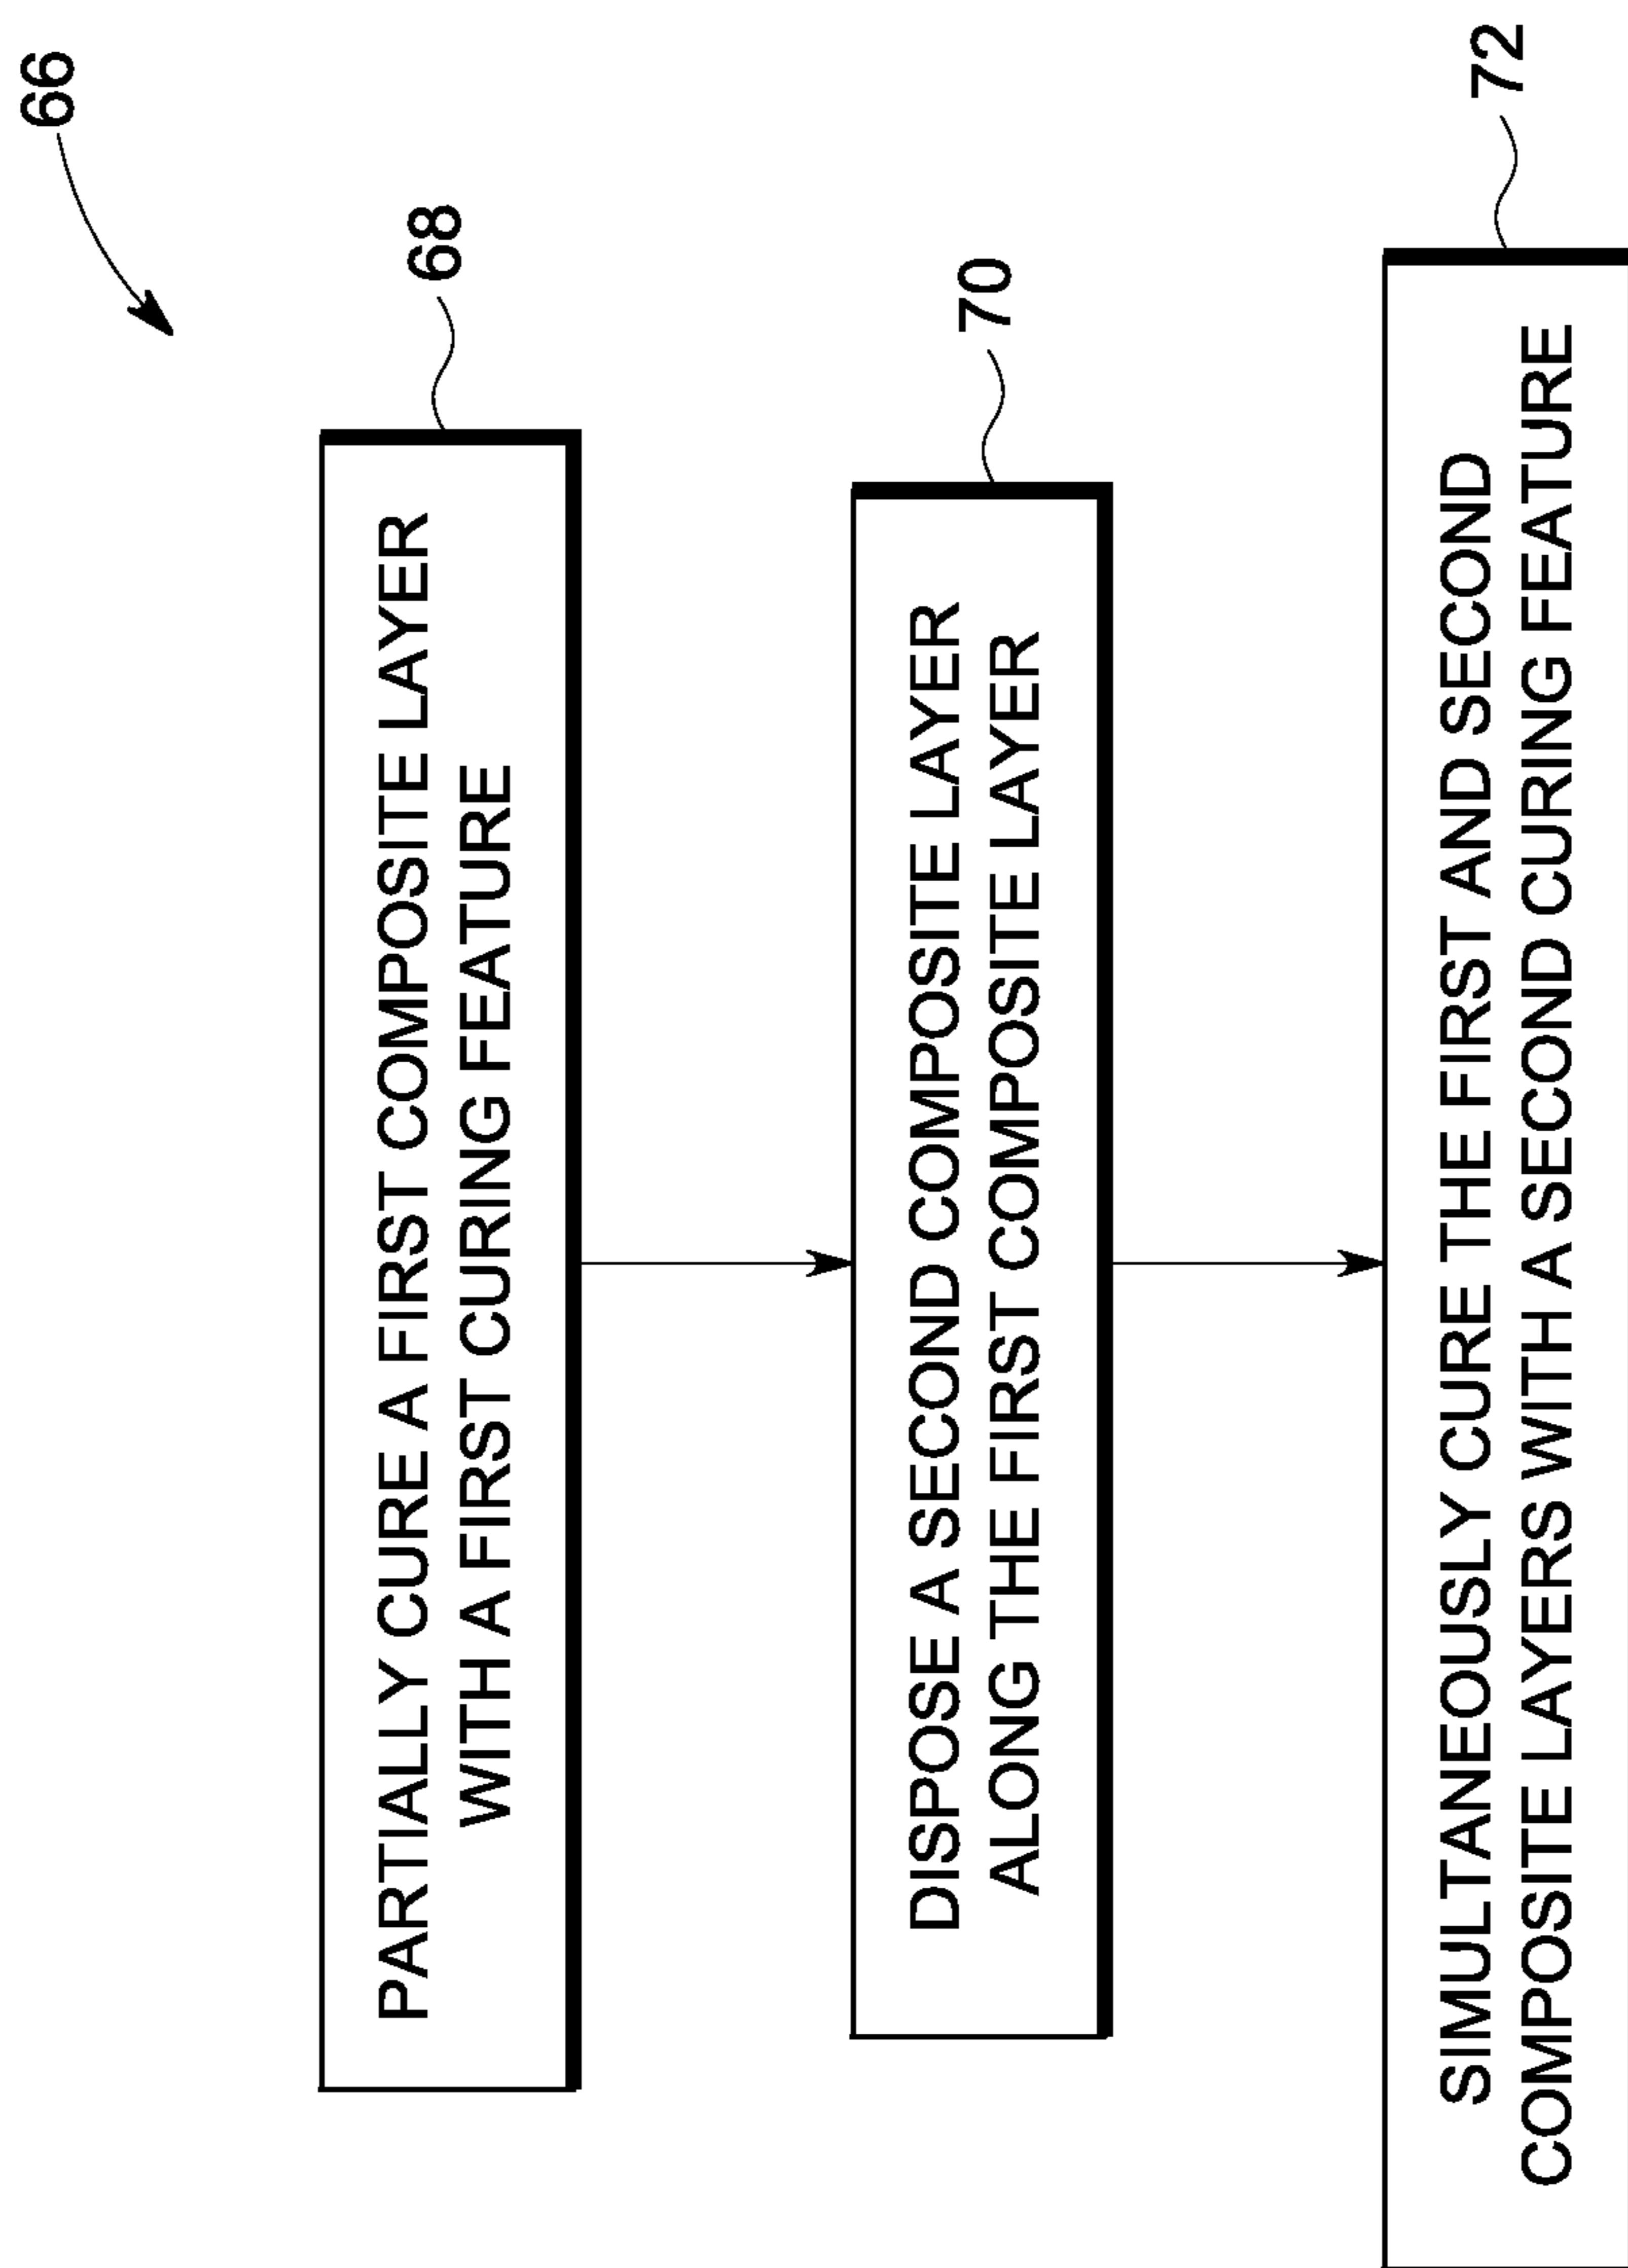 66
68
PARTIALLY CURE A FIRST COMPOSITE LAYER
WITH A FIRST CURING FEATURE
70
DISPOSE A SECOND COMPOSITE LAYER
ALONG THE FIRST COMPOSITE LAYER
72
SIMULTANEOUSLY CURE THE FIRST AND SECOND
COMPOSITE LAYERS WITH A SECOND CURING FEATURE